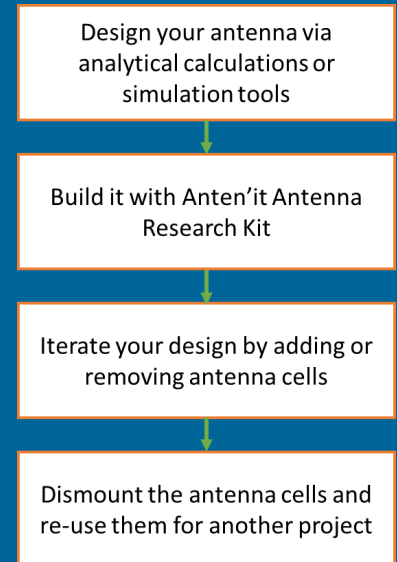 Design your antenna via
analytical calculations or
simulation tools
Build it with Anten'it Antenna
Research Kit
Iterate your design by adding or
removing antenna cells
Dismount the antenna cells and
re-use them for another project